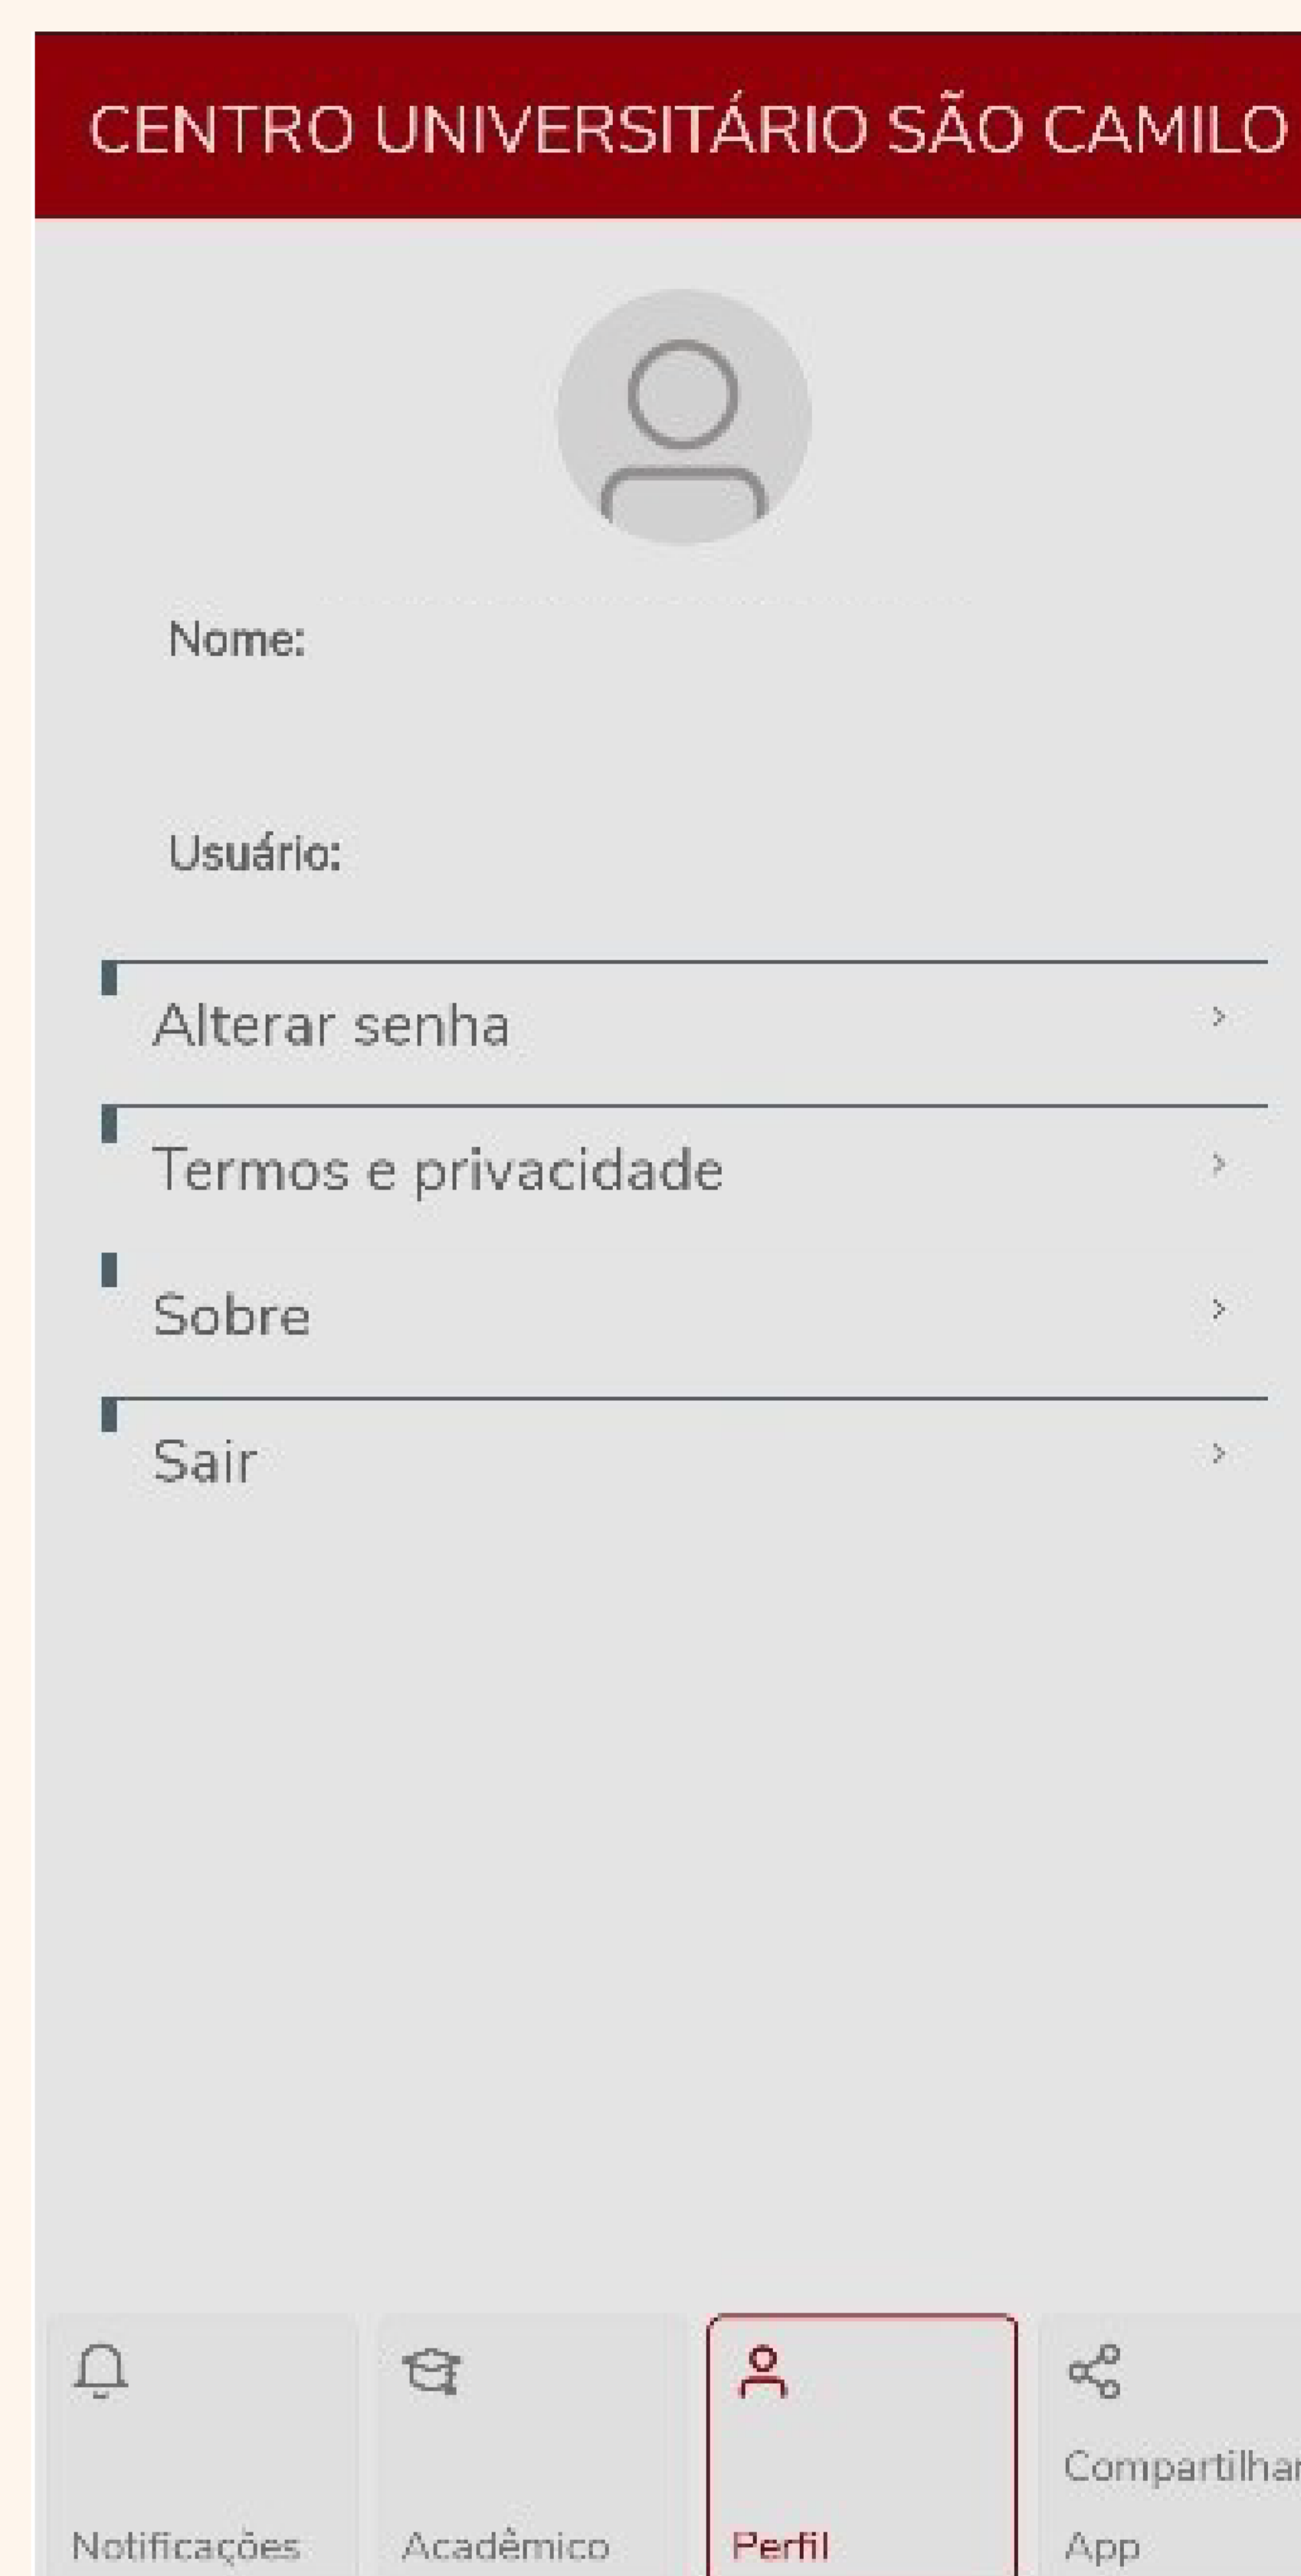 CENTRO UNIVERSITÁRIO SÃO CAMILO
Nome:
Usuário:
Alterar senha
Termos e privacidade
Sobre
Sair
Notificações
Acadêmico
Perfil
Compartilhar
App